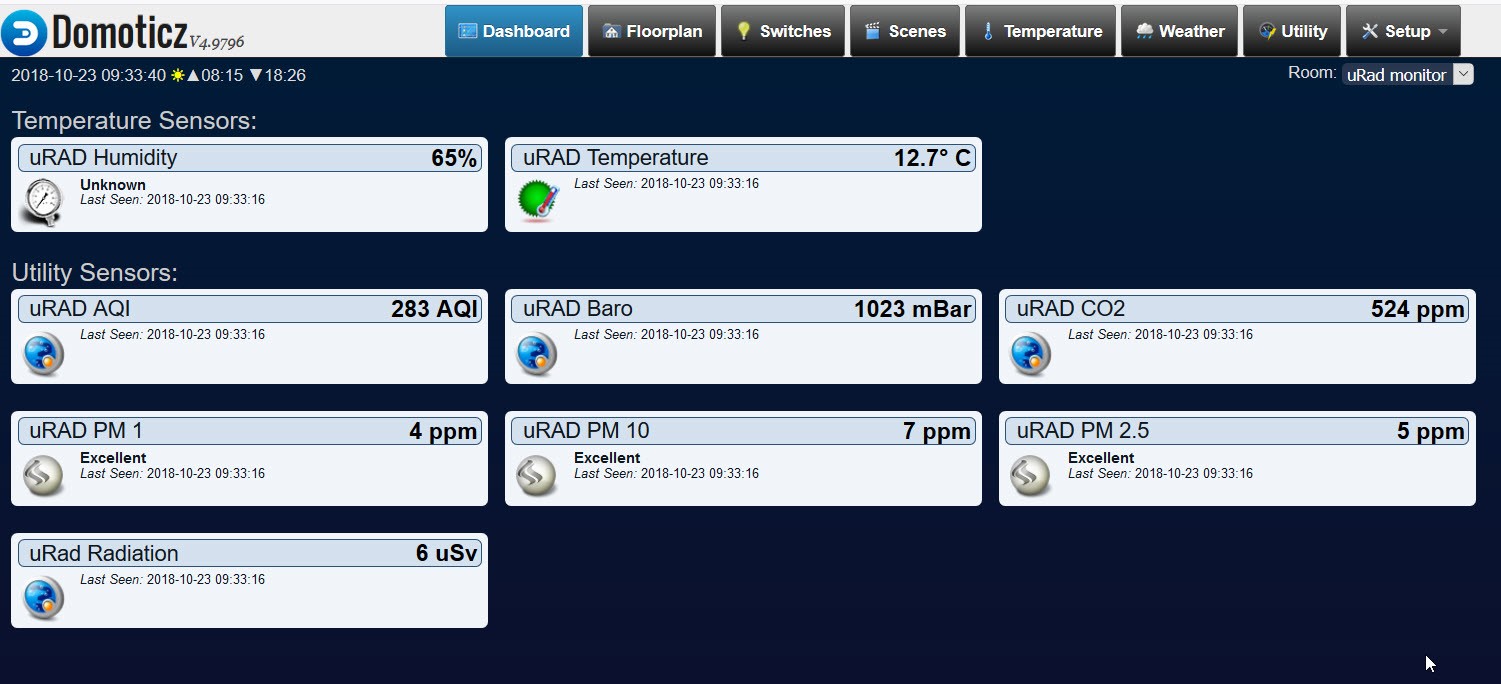 Domoticz V4.9796
Dashboard Floorplan Switches Scenes Temperature Weather Utility Setup
2018-10-23 09:33:40 ▲08:15 ▼18:26
Room: uRad monitor
Temperature Sensors:
uRAD Humidity 65%
Unknown
Last Seen: 2018-10-23 09:33:16
uRAD Temperature 12.7° C
Last Seen: 2018-10-23 09:33:16
Utility Sensors:
uRAD AQI 283 AQI
Last Seen: 2018-10-23 09:33:16
uRAD Baro 1023 mBar
Last Seen: 2018-10-23 09:33:16
uRAD CO2 524 ppm
Last Seen: 2018-10-23 09:33:16
uRAD PM 1 4 ppm
Excellent
Last Seen: 2018-10-23 09:33:16
uRAD PM 10 7 ppm
Excellent
Last Seen: 2018-10-23 09:33:16
uRAD PM 2.5 5 ppm
Excellent
Last Seen: 2018-10-23 09:33:16
uRad Radiation 6 uSv
Last Seen: 2018-10-23 09:33:16